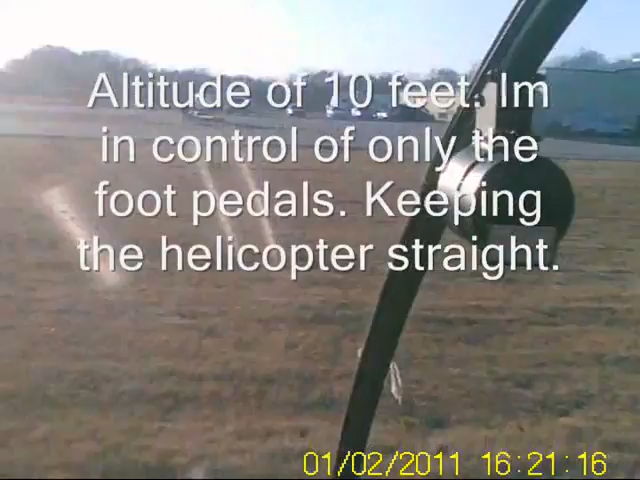 Altitude of 10 feet. Im
in control of only the
foot pedals. Keeping
the helicopter straight.
01/02/2011 16:21:16